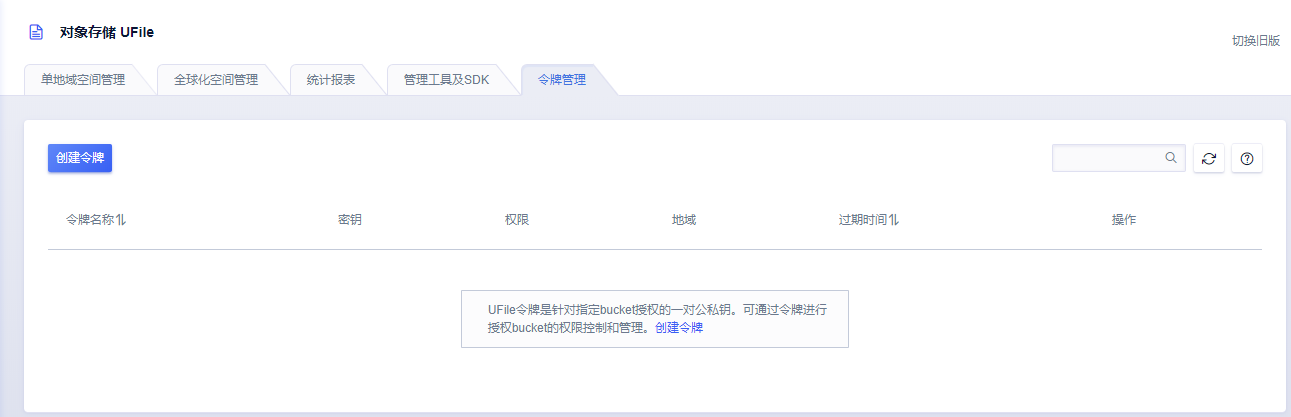 对象存储 UFile
切换旧版
单地域空间管理
全球化空间管理
统计报表
管理工具及SDK
令牌管理
创建令牌
令牌名称
密钥
权限
地域
过期时间
操作
UFile令牌是针对指定bucket授权的一对公私钥。可通过令牌进行
授权bucket的权限控制和管理。创建令牌